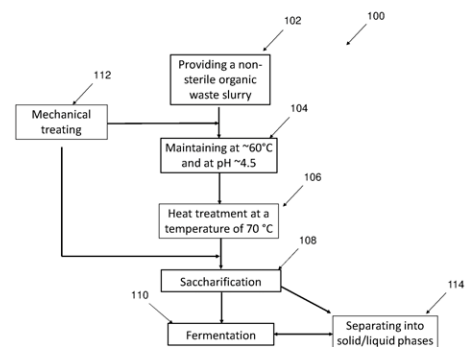 102
100
Providing a non-
sterile organic
waste slurry
112
Mechanical
treating
104
Maintaining at ~60°C
and at pH ~4.5
106
Heat treatment at a
temperature of 70 °C
108
Saccharification
114
110
Fermentation
Separating into
solid/liquid phases